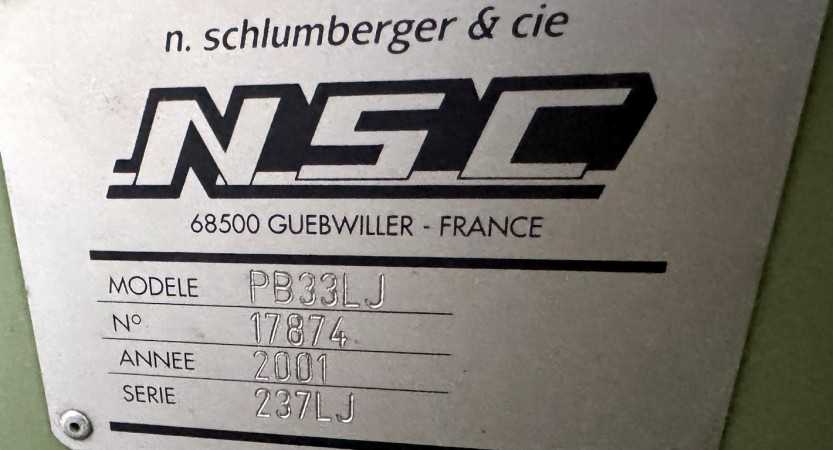 n. schlumberger & cie
NSC
68500 GUEBWILLER - FRANCE
MODELE PB33LJ
N° 17874
ANNEE 2001
SERIE 237LJ